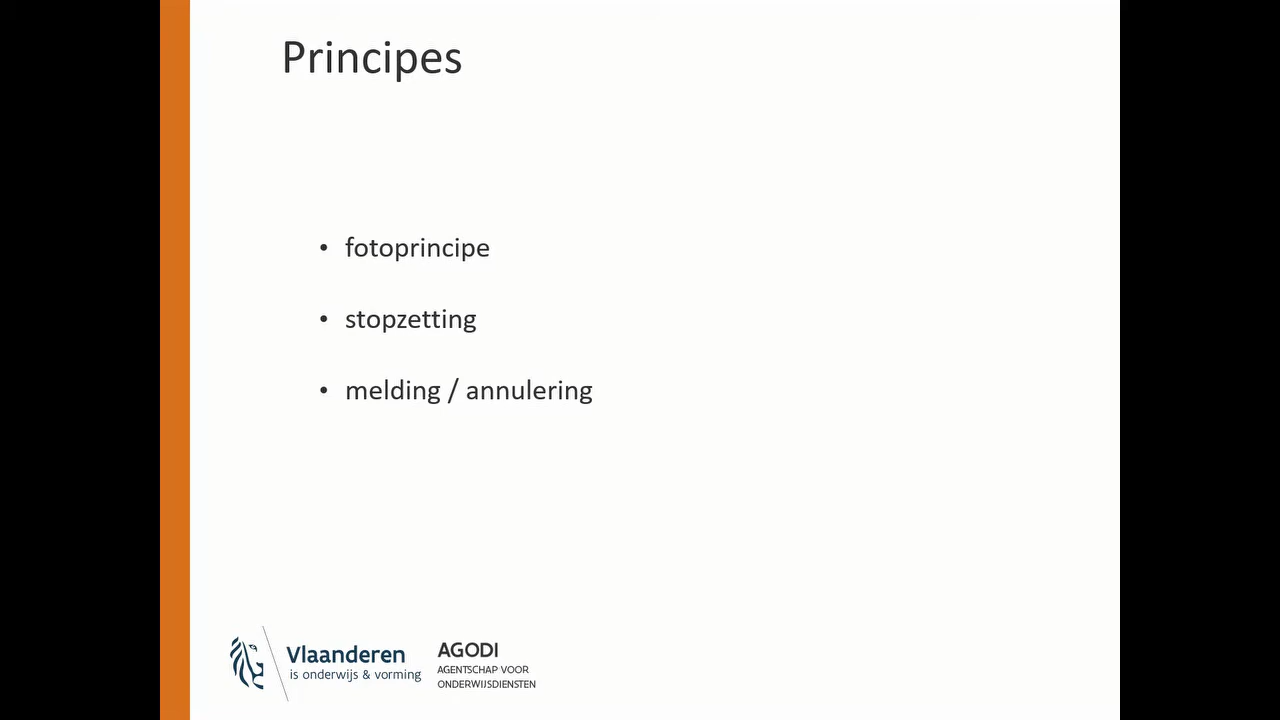 Principes
• fotoprincipe
• stopzetting
• melding / annulering
Vlaanderen
is onderwijs & vorming
AGODI
AGENTSCHAP VOOR
ONDERWIJSDIENSTEN